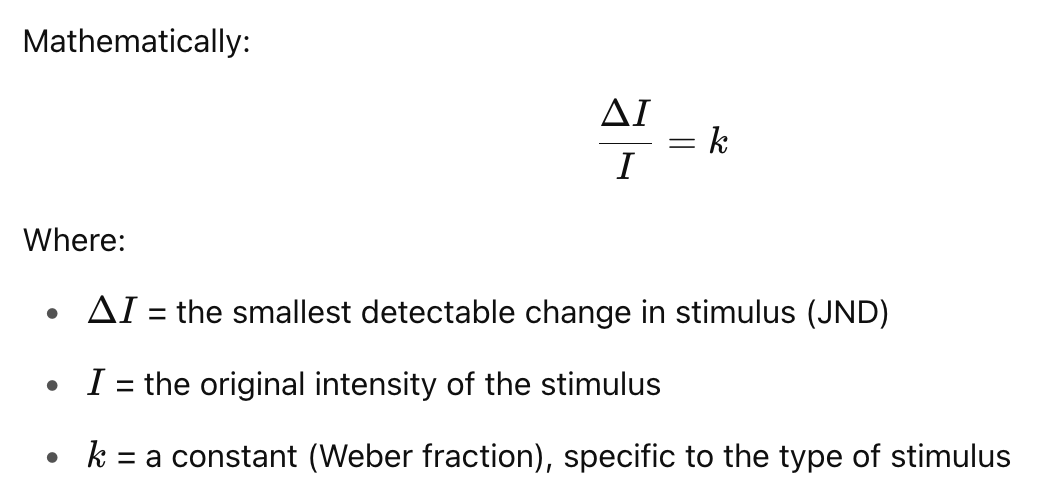 Mathematically:
ΔI/I = k
Where:
• ΔI = the smallest detectable change in stimulus (JND)
• I = the original intensity of the stimulus
• k = a constant (Weber fraction), specific to the type of stimulus